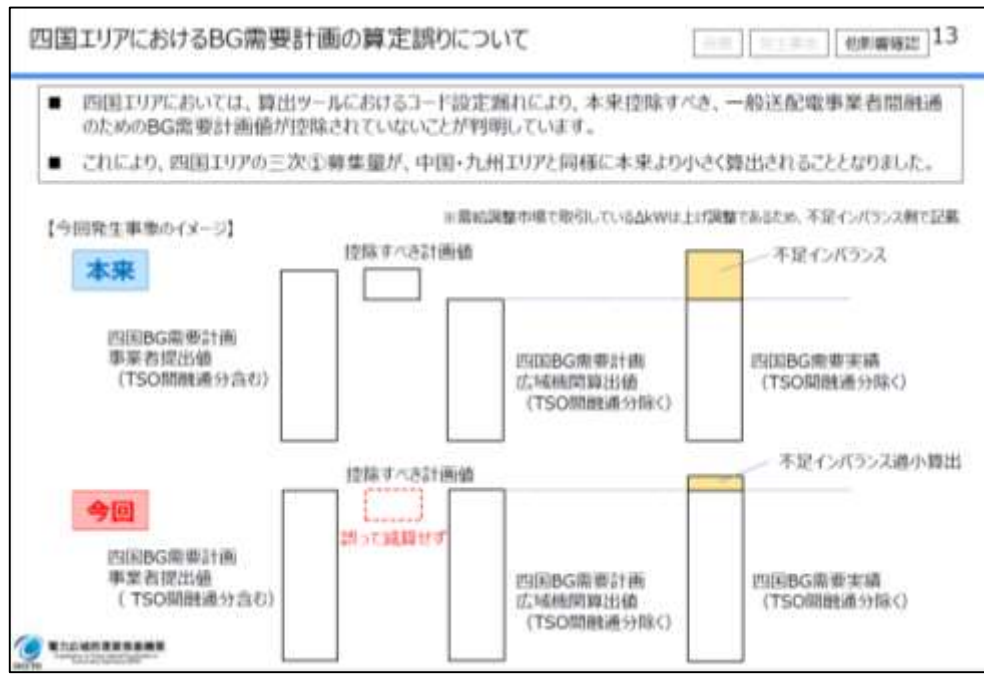 四国エリアにおけるBG需要計画の算定誤りについて
他影響確認
13
■ 四国エリアにおいては、算出ツールにおけるコード設定漏れにより、本来控除すべき、一般送配電事業者間融通
のためのBG需要計画値が控除されていないことが判明しています。
■ これにより、四国エリアの三次①募集量が、中国・九州エリアと同様に本来より小さく算出されることとなりました。
【今回発生事象のイメージ】
※需給調整市場で取引しているΔkWは上げ調整であるため、不足インバランス側で記載
本来
控除すべき計画値
不足インバランス
四国BG需要計画
事業者提出値
(TSO間融通分含む)
四国BG需要計画
広域機関算出値
(TSO間融通分除く)
四国BG需要実績
(TSO間融通分除く)
今回
控除すべき計画値
不足インバランス過小算出
誤って減算せず
四国BG需要計画
事業者提出値
( TSO間融通分含む)
四国BG需要計画
広域機関算出値
(TSO間融通分除く)
四国BG需要実績
(TSO間融通分除く)
電力広域的運営推進機関